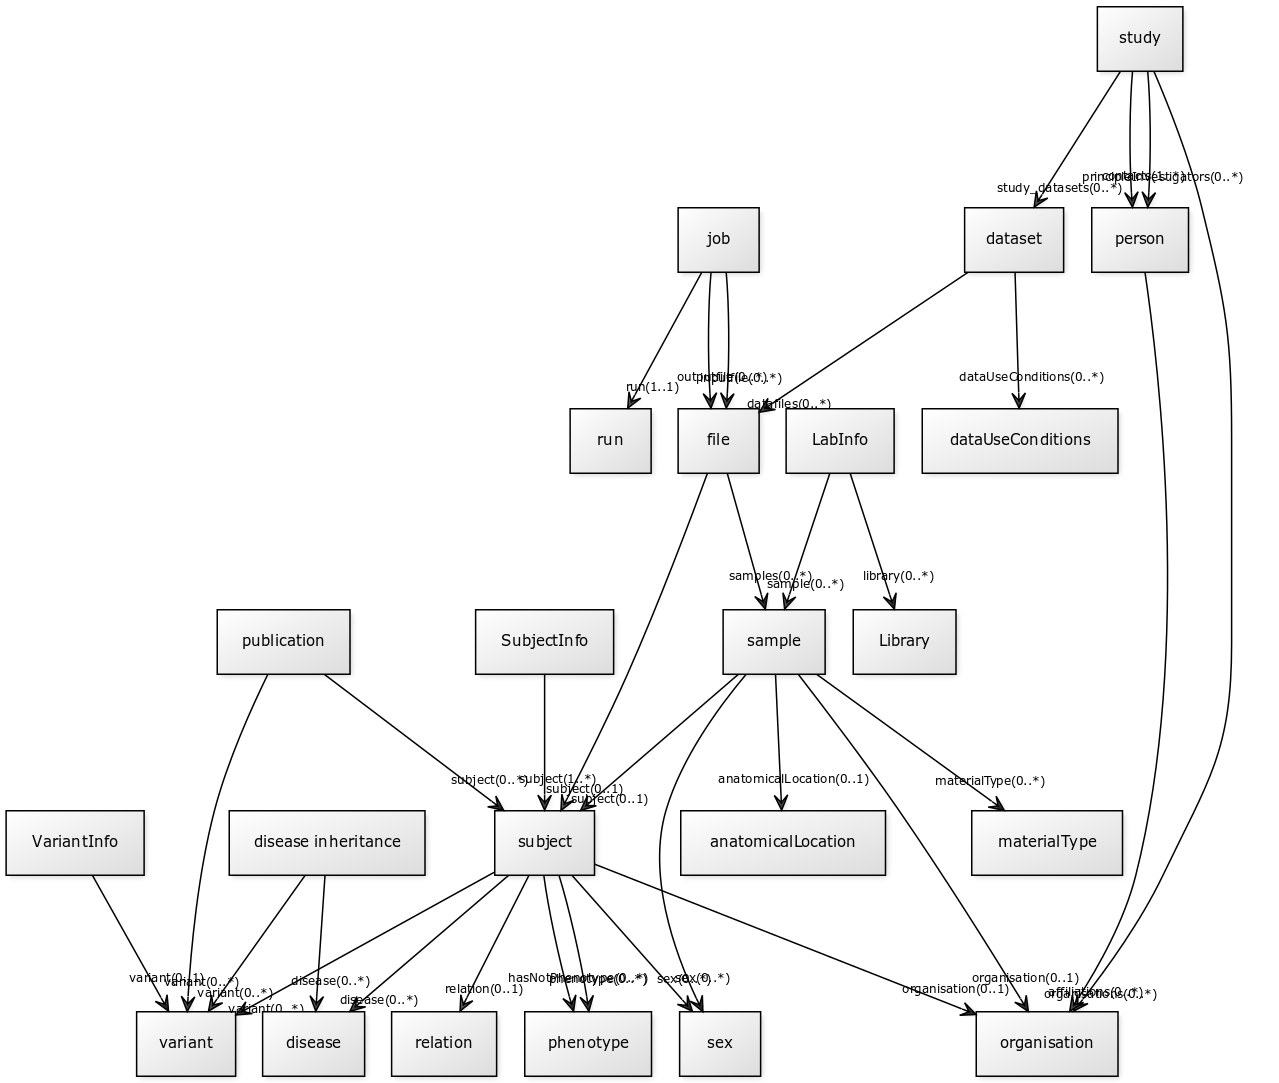 study
principleInvestigators(0..*)
contacts(1..*)
study_datasets(0..*)
job
dataset
person
run(1..1)
outputfile(0..*)
inputfile(0..*)
datafiles(0..*)
dataUseConditions(0..*)
run
file
LabInfo
dataUseConditions
samples(0..*)
sample(0..*)
library(0..*)
publication
SubjectInfo
sample
Library
subject(0..*)
subject(1..*)
subject(0..1)
subject(0..1)
anatomicalLocation(0..1)
materialType(0..*)
VariantInfo
disease inheritance
subject
anatomicalLocation
materialType
variant(0..1)
variant(0..*)
variant(0..*)
variant(0..*)
disease(0..*)
disease(0..*)
relation(0..1)
hasNotPhenotype(0..*)
phenotype(0..*)
sex(0..*)
sex(0..*)
organisation(0..1)
organisation(0..1)
affiliations(0..*)
organisations(0..*)
variant
disease
relation
phenotype
sex
organisation